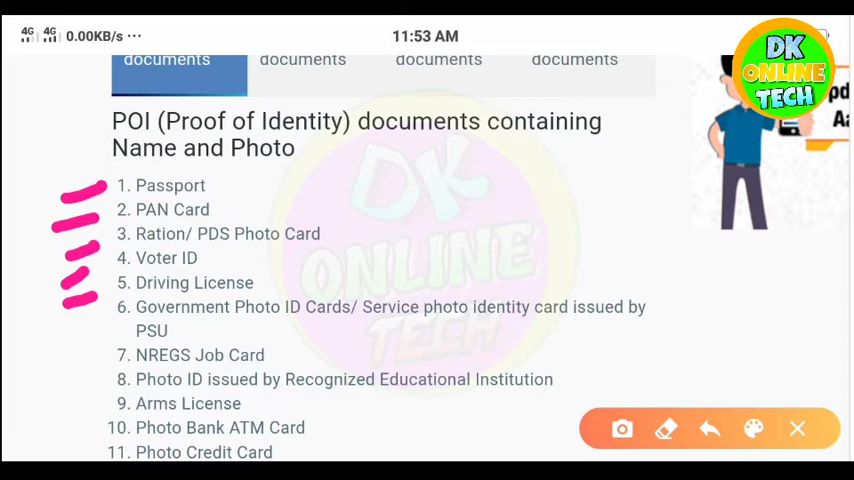 4G 4G 0.00KB/s ···
11:53 AM
documents documents documents documents
DK
ONLINE
TECH
POI (Proof of Identity) documents containing
Name and Photo
1. Passport
2. PAN Card
3. Ration/ PDS Photo Card
4. Voter ID
5. Driving License
6. Government Photo ID Cards/ Service photo identity card issued by
PSU
7. NREGS Job Card
8. Photo ID issued by Recognized Educational Institution
9. Arms License
10. Photo Bank ATM Card
11. Photo Credit Card
DK
ONLINE
TECH